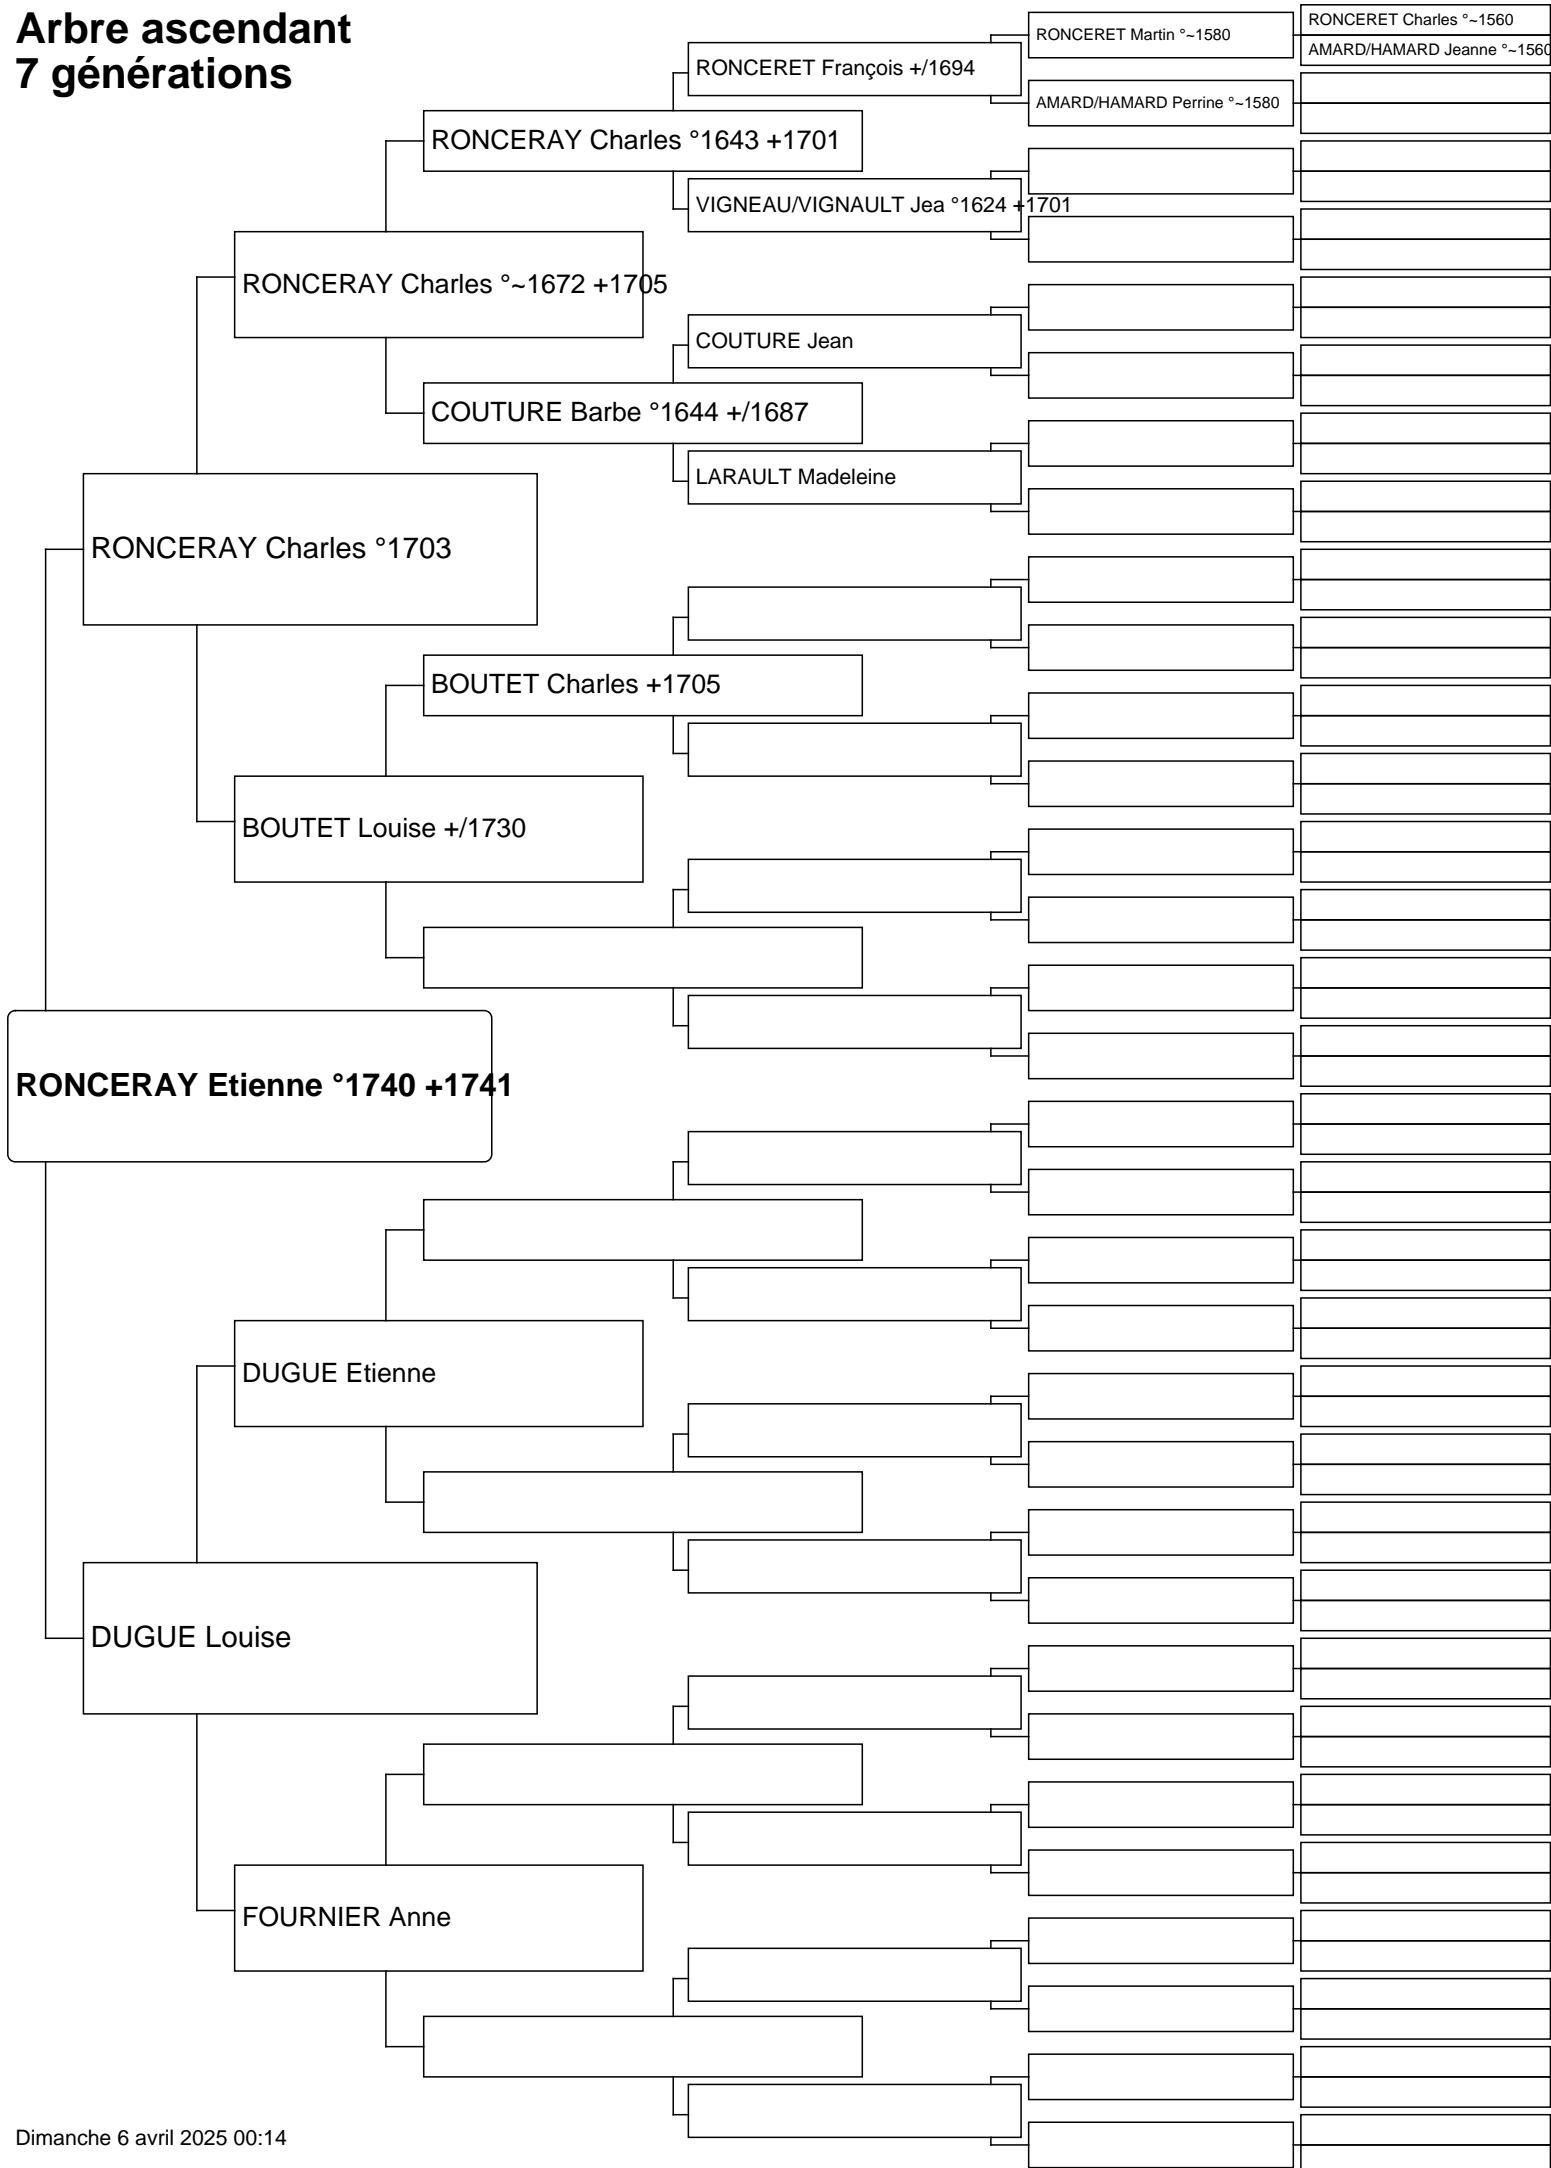 Arbre ascendant
7 générations
RONCERAY Etienne °1740 +1741
RONCERAY Charles °1703
DUGUE Louise
RONCERAY Charles °~1672 +1705
BOUTET Louise +/1730
DUGUE Etienne
FOURNIER Anne
RONCERAY Charles °1643 +1701
COUTURE Barbe °1644 +/1687
BOUTET Charles +1705
RONCERET François +/1694
VIGNEAU/VIGNAULT Jea °1624 +1701
COUTURE Jean
LARAULT Madeleine
RONCERET Martin °~1580
AMARD/HAMARD Perrine °~1580
RONCERET Charles °~1560
AMARD/HAMARD Jeanne °~1560
Dimanche 6 avril 2025 00:14